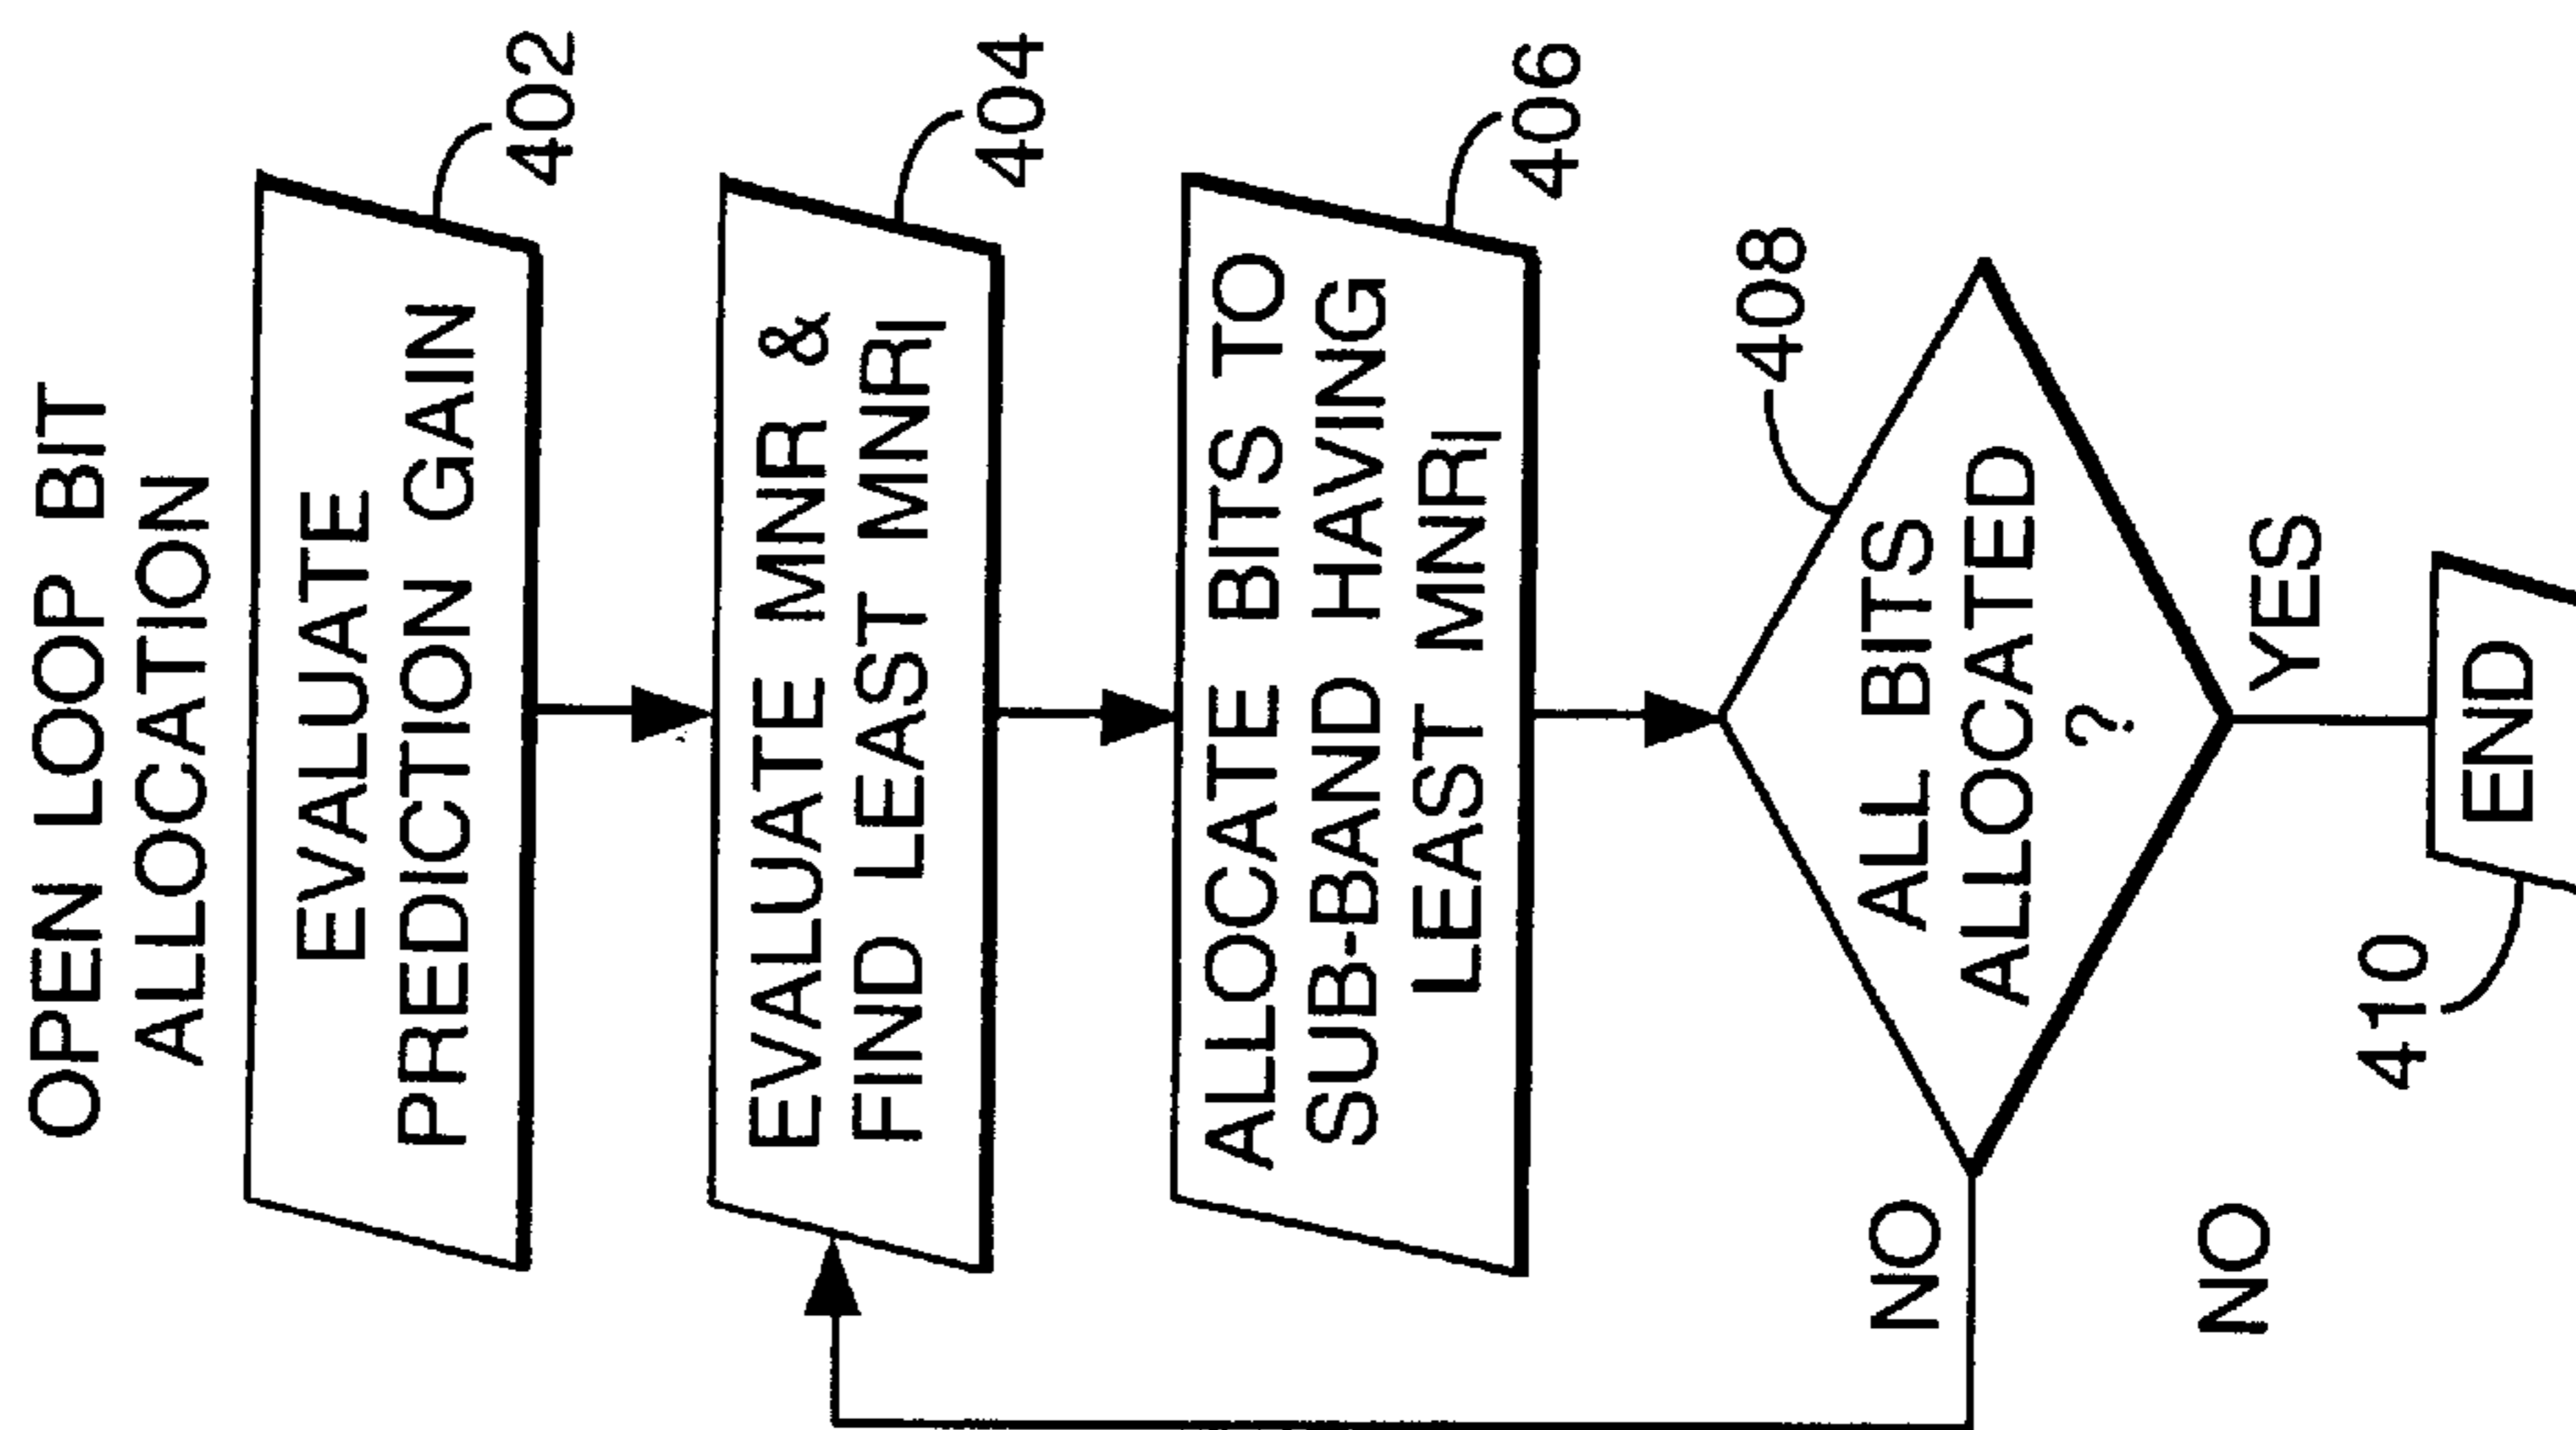 OPEN LOOP BIT
ALLOCATION
EVALUATE
PREDICTION GAIN
402
EVALUATE MNR &
FIND LEAST MNRI
404
ALLOCATE BITS TO
SUB-BAND HAVING
LEAST MNRI
406
408
ALL BITS
ALLOCATED
?
NO
YES
NO
410
END